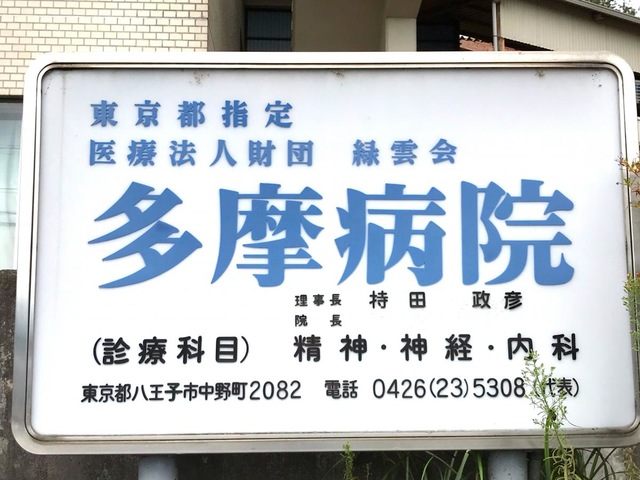 東京都指定
医療法人財団 緑雲会
多摩病院
理事長 持田 政彦
院長
(診療科目) 精神・神経・内科
東京都八王子市中野町2082 電話 0426(23)5308(代表)